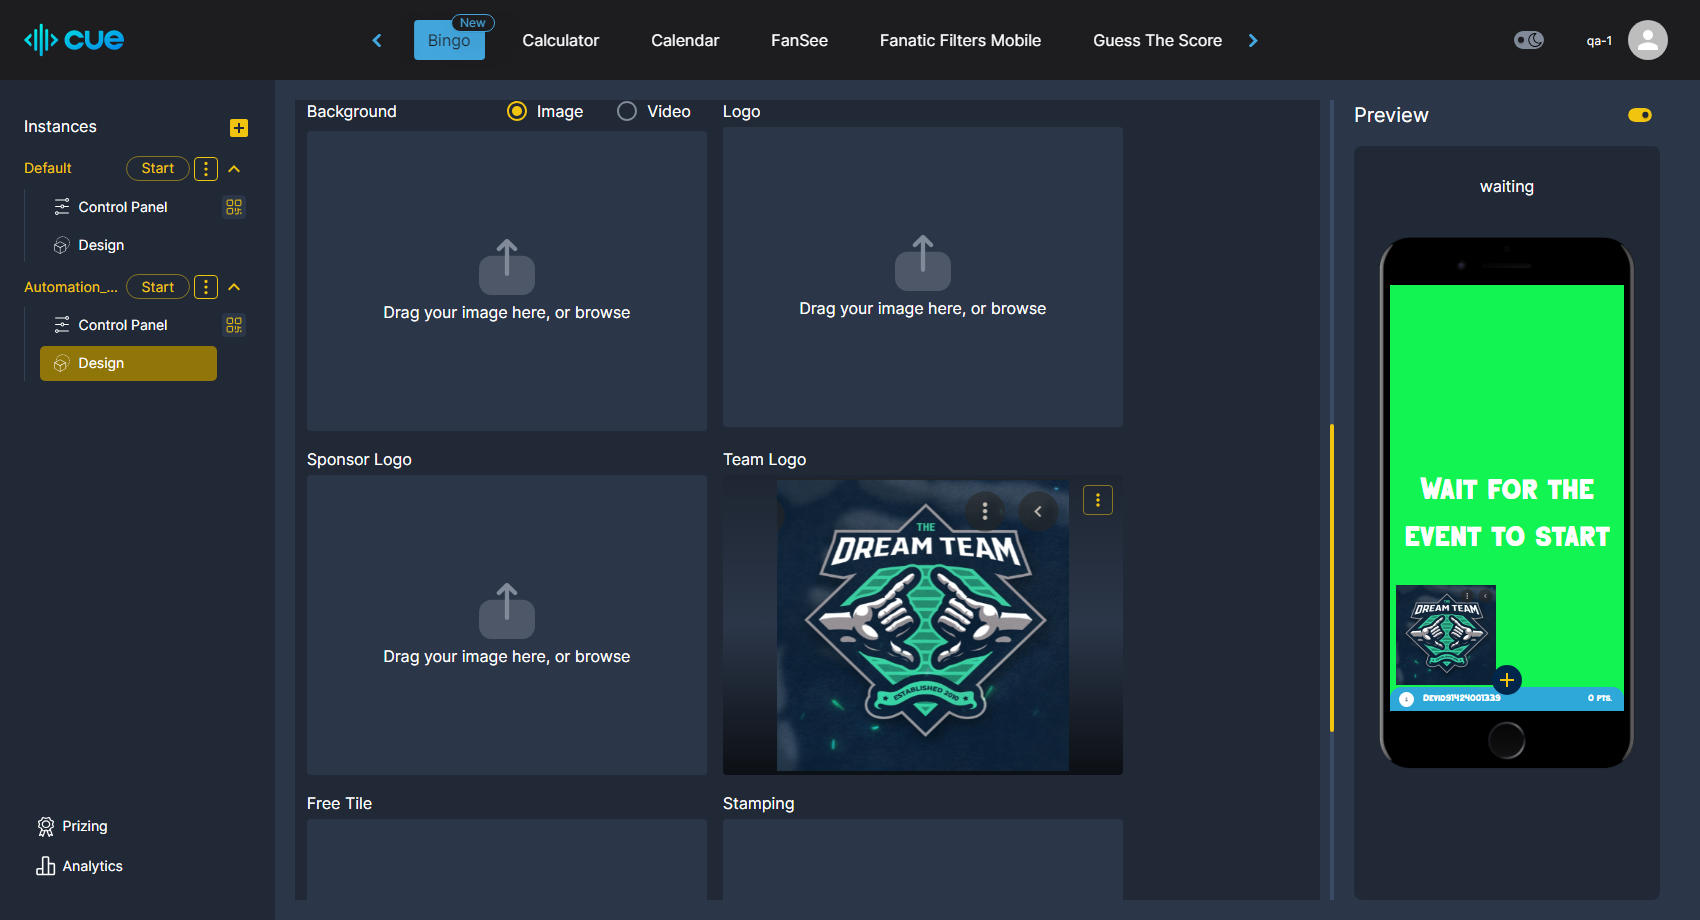 cue
Bingo
New
Calculator
Calendar
FanSee
Fanatic Filters Mobile
Guess The Score
qa-1
Instances
Default
Start
Control Panel
Design
Automation_...
Start
Control Panel
Design
Prizing
Analytics
Background
Image
Video
Logo
Drag your image here, or browse
Drag your image here, or browse
Sponsor Logo
Team Logo
Drag your image here, or browse
THE
DREAM TEAM
ESTABLISHED 2010
Free Tile
Stamping
Preview
waiting
WAIT FOR THE
EVENT TO START
THE
DREAM TEAM
DEVID91424001339
0 PTS.